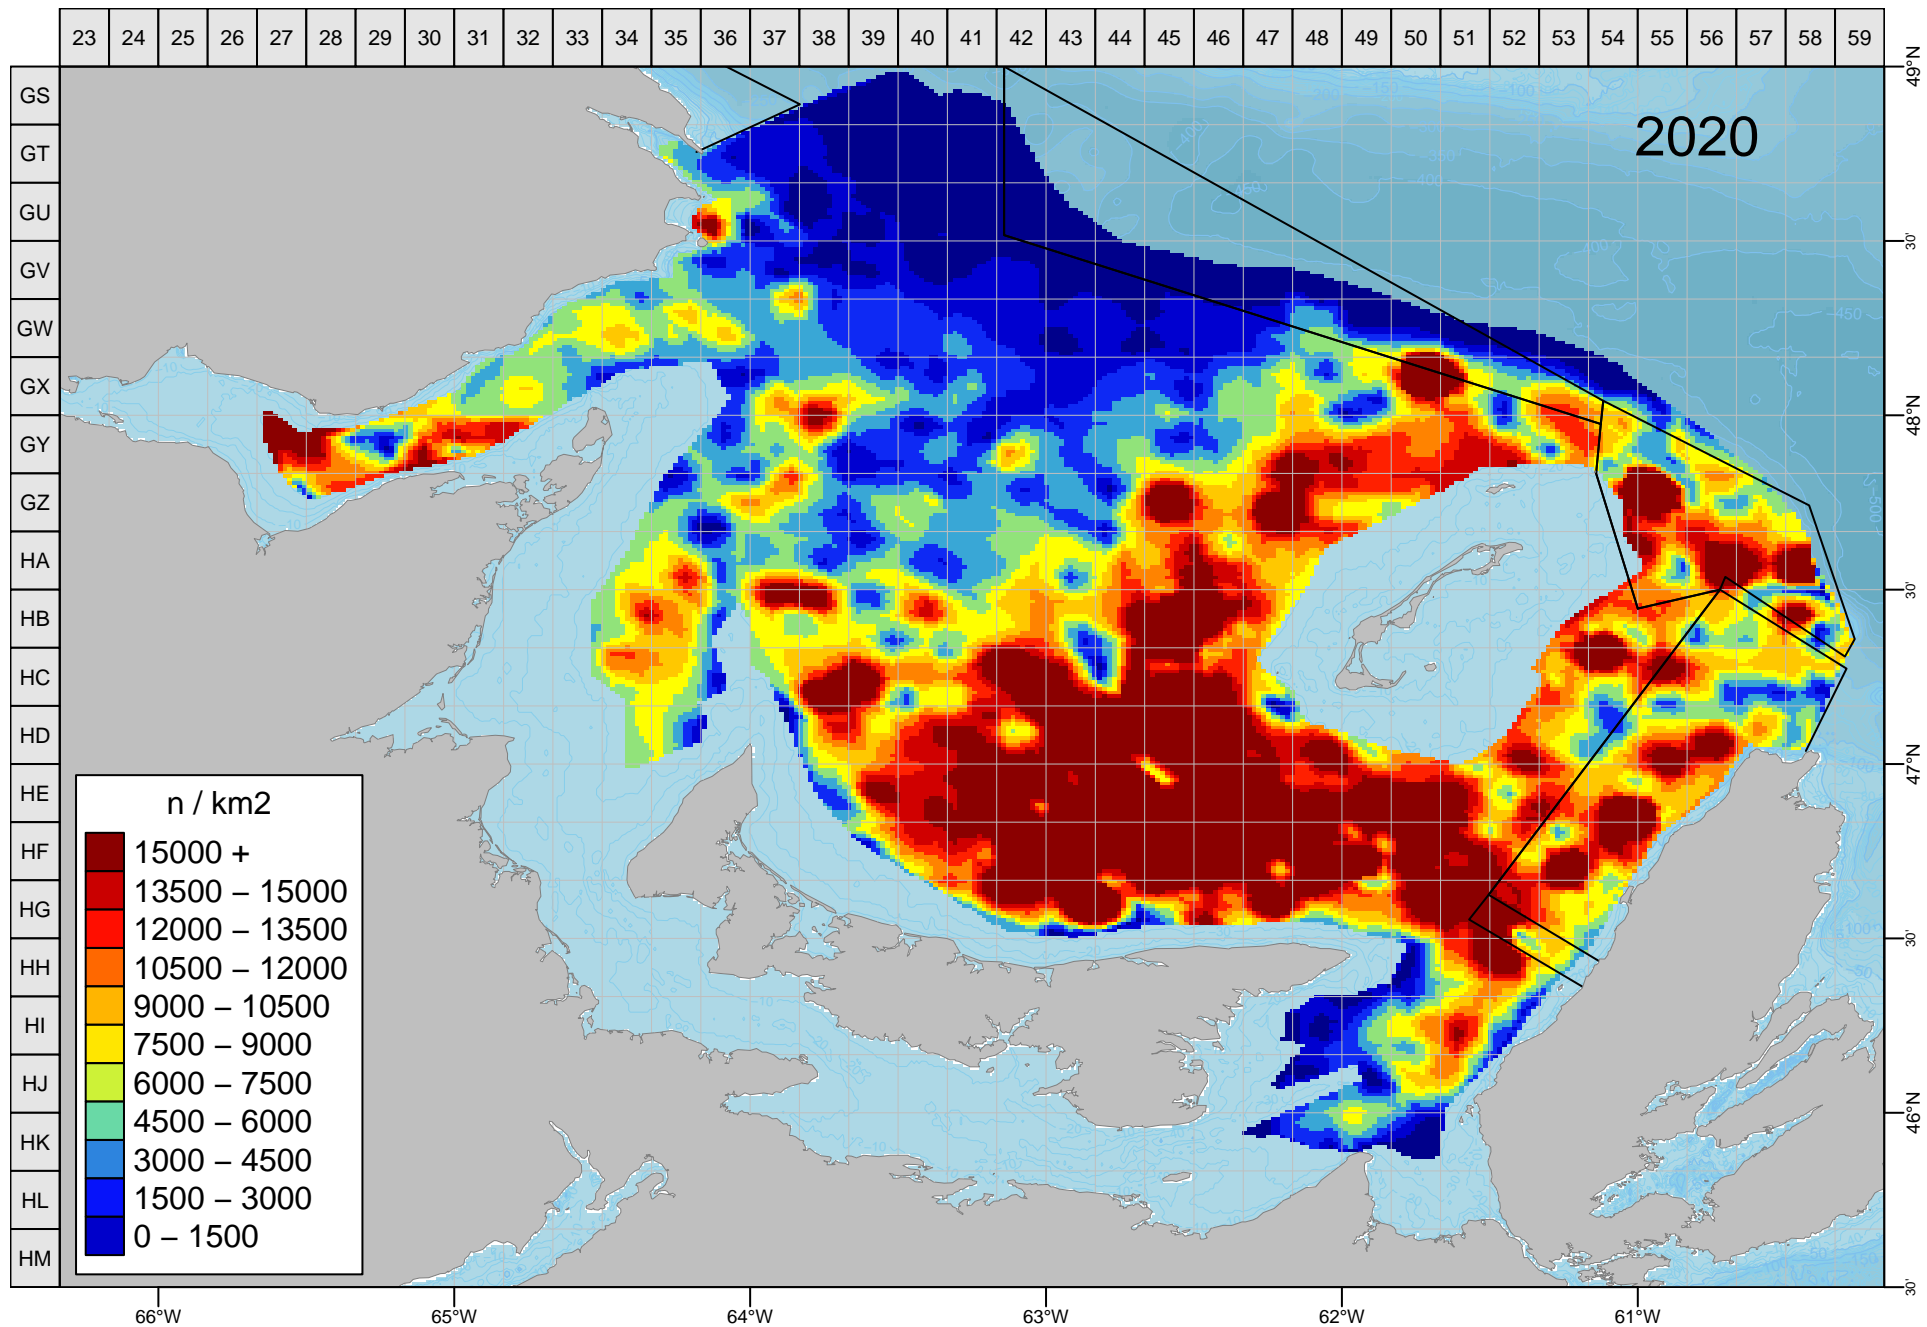 23 24 25 26 27 28 29 30 31 32 33 34 35 36 37 38 39 40 41 42 43 44 45 46 47 48 49 50 51 52 53 54 55 56 57 58 59
GS
GT
GU
GV
GW
GX
GY
GZ
HA
HB
HC
HD
HE
HF
HG
HH
HI
HJ
HK
HL
HM
2020
49°N
30'
48°N
30'
47°N
30'
46°N
30'
n / km2
15000 +
13500 – 15000
12000 – 13500
10500 – 12000
9000 – 10500
7500 – 9000
6000 – 7500
4500 – 6000
3000 – 4500
1500 – 3000
0 – 1500
66°W 65°W 64°W 63°W 62°W 61°W